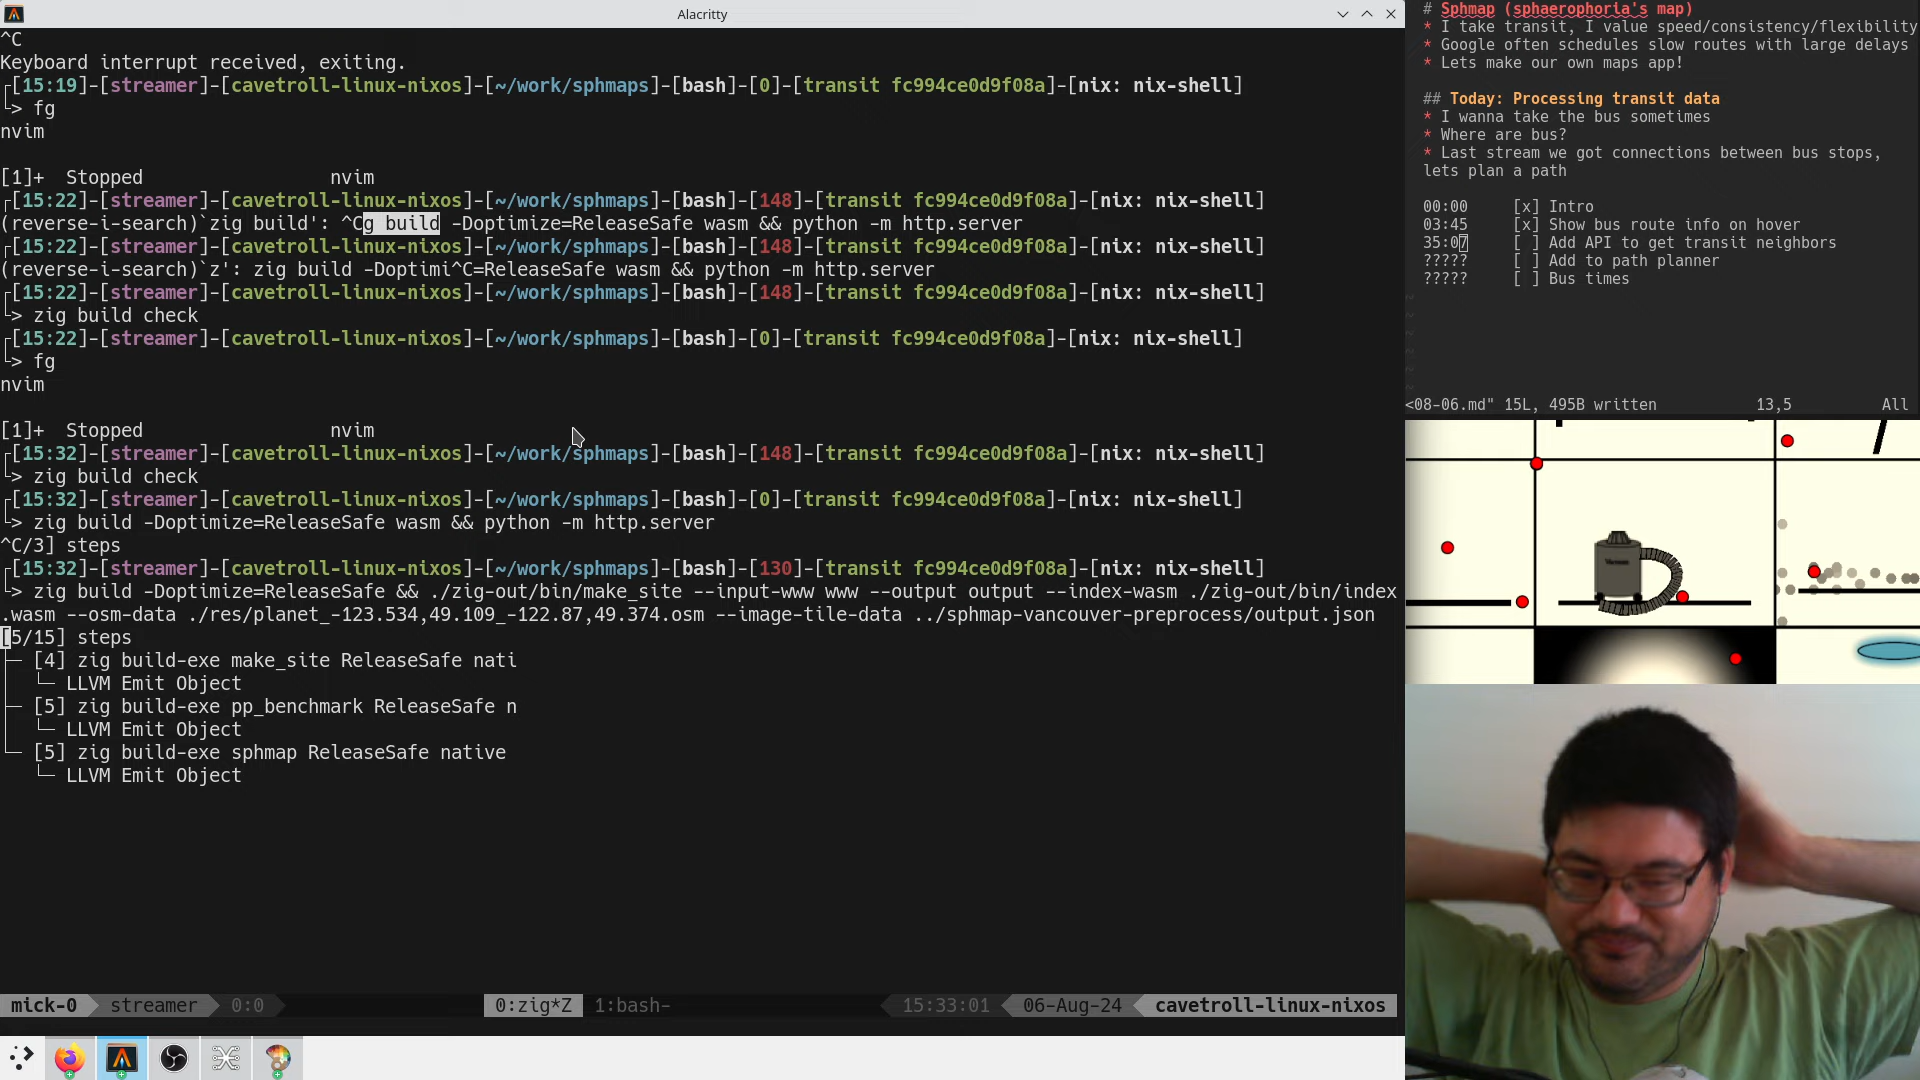 Alacritty
^C
Keyboard interrupt received, exiting.
┌[15:19]-[streamer]-[cavetroll-linux-nixos]-[~/work/sphmaps]-[bash]-[0]-[transit fc994ce0d9f08a]-[nix: nix-shell]
└> fg
nvim
[1]+  Stopped                 nvim
┌[15:22]-[streamer]-[cavetroll-linux-nixos]-[~/work/sphmaps]-[bash]-[148]-[transit fc994ce0d9f08a]-[nix: nix-shell]
(reverse-i-search)`zig build': ^Cg build -Doptimize=ReleaseSafe wasm && python -m http.server
┌[15:22]-[streamer]-[cavetroll-linux-nixos]-[~/work/sphmaps]-[bash]-[148]-[transit fc994ce0d9f08a]-[nix: nix-shell]
(reverse-i-search)`z': zig build -Doptimi^C=ReleaseSafe wasm && python -m http.server
┌[15:22]-[streamer]-[cavetroll-linux-nixos]-[~/work/sphmaps]-[bash]-[148]-[transit fc994ce0d9f08a]-[nix: nix-shell]
└> zig build check
┌[15:22]-[streamer]-[cavetroll-linux-nixos]-[~/work/sphmaps]-[bash]-[0]-[transit fc994ce0d9f08a]-[nix: nix-shell]
└> fg
nvim
[1]+  Stopped                 nvim
┌[15:32]-[streamer]-[cavetroll-linux-nixos]-[~/work/sphmaps]-[bash]-[148]-[transit fc994ce0d9f08a]-[nix: nix-shell]
└> zig build check
┌[15:32]-[streamer]-[cavetroll-linux-nixos]-[~/work/sphmaps]-[bash]-[0]-[transit fc994ce0d9f08a]-[nix: nix-shell]
└> zig build -Doptimize=ReleaseSafe wasm && python -m http.server
^C/3] steps
┌[15:32]-[streamer]-[cavetroll-linux-nixos]-[~/work/sphmaps]-[bash]-[130]-[transit fc994ce0d9f08a]-[nix: nix-shell]
└> zig build -Doptimize=ReleaseSafe && ./zig-out/bin/make_site --input-www www --output output --index-wasm ./zig-out/bin/index
.wasm --osm-data ./res/planet_-123.534,49.109_-122.87,49.374.osm --image-tile-data ../sphmap-vancouver-preprocess/output.json
[5/15] steps
├─ [4] zig build-exe make_site ReleaseSafe nati
│  └─ LLVM Emit Object
├─ [5] zig build-exe pp_benchmark ReleaseSafe n
│  └─ LLVM Emit Object
└─ [5] zig build-exe sphmap ReleaseSafe native
   └─ LLVM Emit Object
mick-0 streamer 0:0 0:zig*Z 1:bash- 15:33:01 06-Aug-24 cavetroll-linux-nixos
# Sphmap (sphaerophoria's map)
* I take transit, I value speed/consistency/flexibility
* Google often schedules slow routes with large delays
* Lets make our own maps app!
## Today: Processing transit data
* I wanna take the bus sometimes
* Where are bus?
* Last stream we got connections between bus stops,
lets plan a path
00:00     [x] Intro
03:45     [x] Show bus route info on hover
35:07     [ ] Add API to get transit neighbors
?????     [ ] Add to path planner
?????     [ ] Bus times
~
~
~
~
~
~
<08-06.md" 15L, 495B written           13,5          All